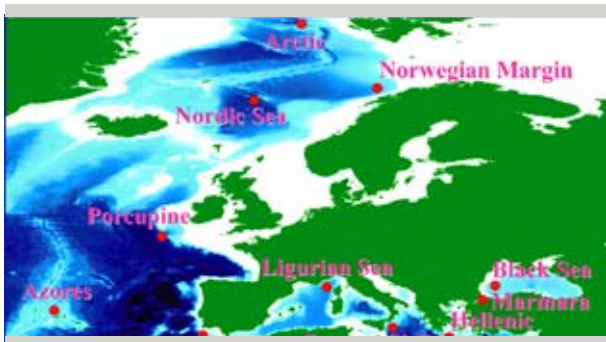 Arctic
Norwegian Margin
Nordic Sea
Porcupine
Ligurian Sea
Black Sea
Azores
Marmara
Hellenic